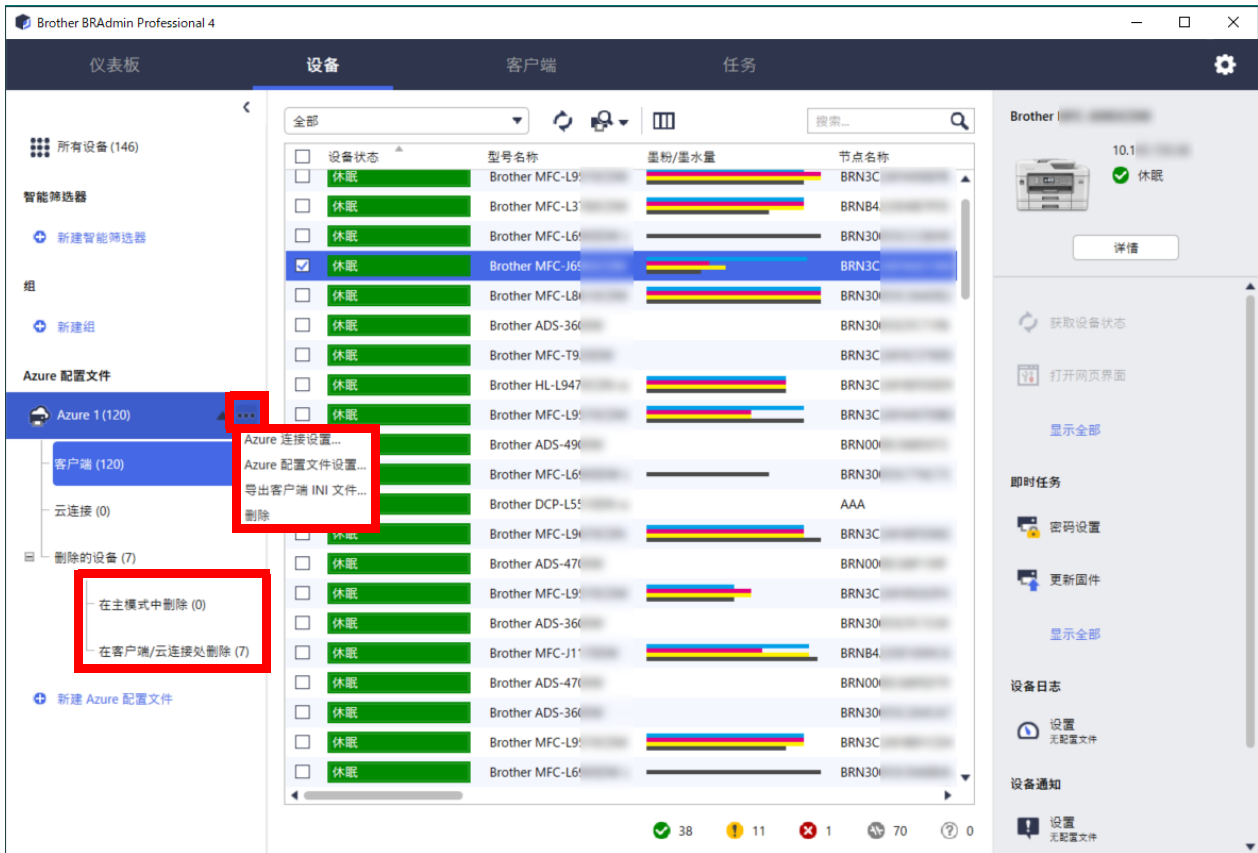 Brother BRAdmin Professional 4
仪表板
设备
客户端
任务
所有设备 (146)
智能筛选器
新建智能筛选器
组
新建组
Azure 配置文件
Azure 1 (120)
客户端 (120)
云连接 (0)
删除的设备 (7)
在主模式中删除 (0)
在客户端/云连接处删除 (7)
新建 Azure 配置文件
Azure 连接设置...
Azure 配置文件设置...
导出客户端 INI 文件...
删除
全部
搜索...
设备状态 型号名称 墨粉/墨水量 节点名称
休眠 Brother MFC-L95 BRN3C
休眠 Brother MFC-L37 BRNB4
休眠 Brother MFC-L69 BRN30
休眠 Brother MFC-J69 BRN3C
休眠 Brother MFC-L8 BRN30
休眠 Brother ADS-360 BRN30
休眠 Brother MFC-T9 BRN3C
休眠 Brother HL-L947 BRN3C
休眠 Brother MFC-L95 BRN3C
Brother ADS-490 BRN00
Brother MFC-L69 BRN30
Brother DCP-L55 AAA
休眠 Brother MFC-L9 BRN3C
休眠 Brother ADS-470 BRN00
休眠 Brother MFC-L95 BRN3C
休眠 Brother ADS-360 BRN30
休眠 Brother MFC-J11 BRNB4
休眠 Brother ADS-470 BRN00
休眠 Brother ADS-360 BRN30
休眠 Brother MFC-L95 BRN3C
休眠 Brother MFC-L69 BRN30
38 11 1 70 0
Brother
10.1
休眠
详情
获取设备状态
打开网页界面
显示全部
即时任务
密码设置
更新固件
显示全部
设备日志
设置
无配置文件
设备通知
设置
无配置文件